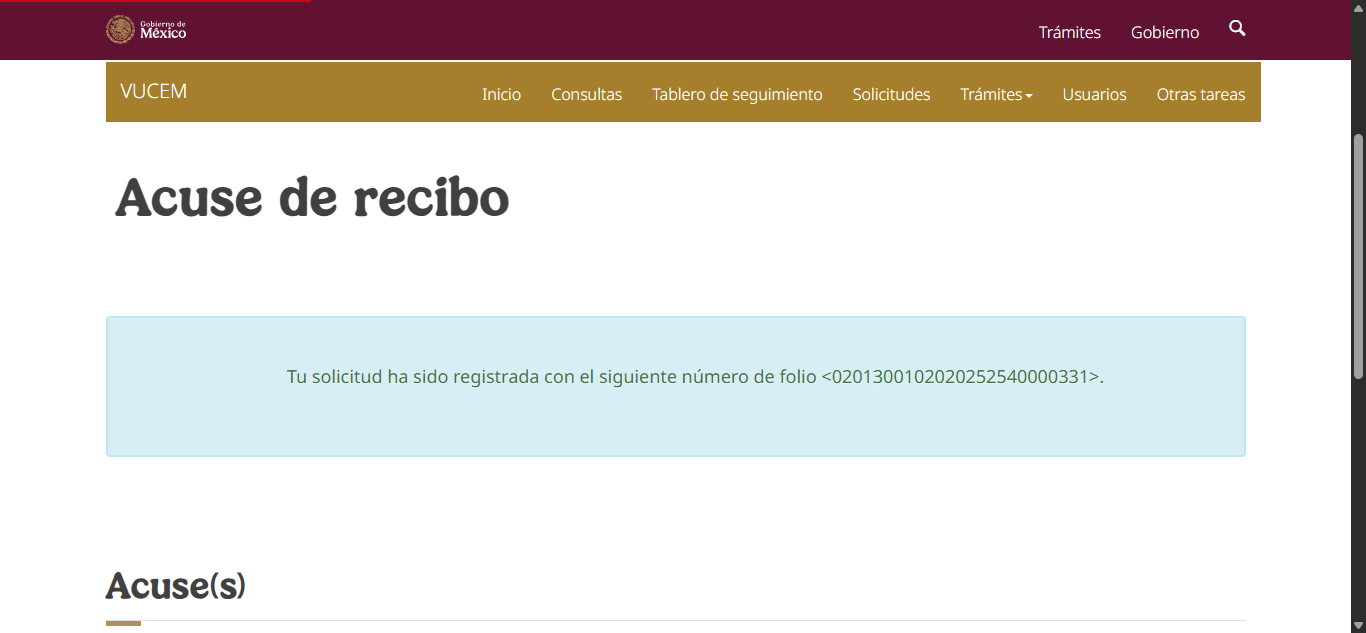 Gobierno de
México
Trámites
Gobierno
VUCEM
Inicio
Consultas
Tablero de seguimiento
Solicitudes
Trámites
Usuarios
Otras tareas
Acuse de recibo
Tu solicitud ha sido registrada con el siguiente número de folio <0201300102020252540000331>.
Acuse(s)